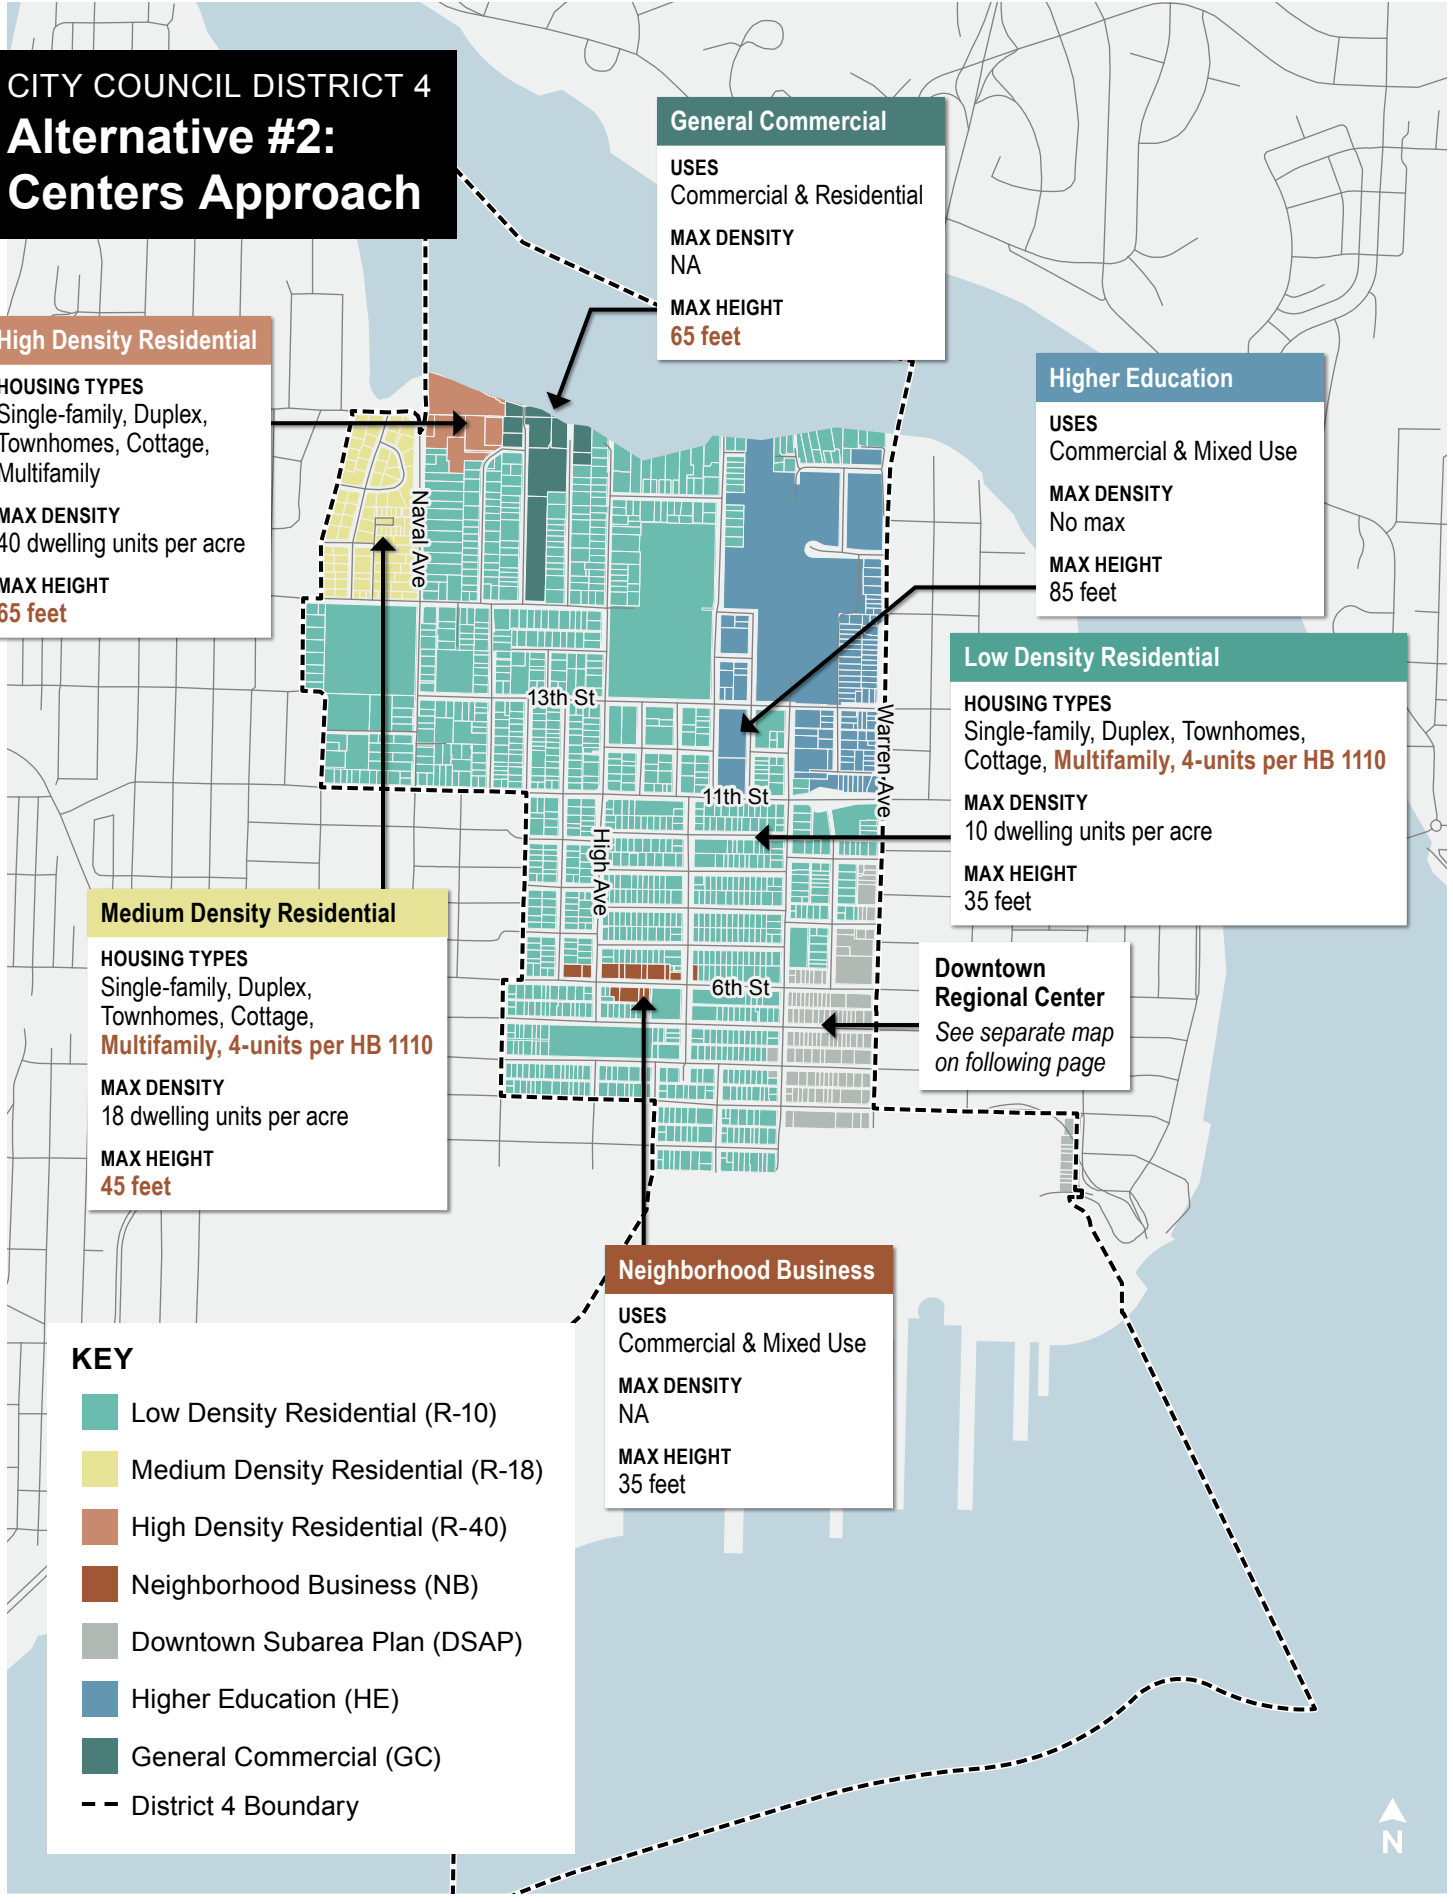 CITY COUNCIL DISTRICT 4
Alternative #2:
Centers Approach
General Commercial
USES
Commercial & Residential
MAX DENSITY
NA
MAX HEIGHT
65 feet
High Density Residential
HOUSING TYPES
Single-family, Duplex,
Townhomes, Cottage,
Multifamily
MAX DENSITY
40 dwelling units per acre
MAX HEIGHT
65 feet
Higher Education
USES
Commercial & Mixed Use
MAX DENSITY
No max
MAX HEIGHT
85 feet
Low Density Residential
HOUSING TYPES
Single-family, Duplex, Townhomes,
Cottage, Multifamily, 4-units per HB 1110
MAX DENSITY
10 dwelling units per acre
MAX HEIGHT
35 feet
Naval Ave
13th St
Warren Ave
11th St
High Ave
6th St
Medium Density Residential
HOUSING TYPES
Single-family, Duplex,
Townhomes, Cottage,
Multifamily, 4-units per HB 1110
MAX DENSITY
18 dwelling units per acre
MAX HEIGHT
45 feet
Downtown
Regional Center
See separate map
on following page
Neighborhood Business
USES
Commercial & Mixed Use
MAX DENSITY
NA
MAX HEIGHT
35 feet
KEY
Low Density Residential (R-10)
Medium Density Residential (R-18)
High Density Residential (R-40)
Neighborhood Business (NB)
Downtown Subarea Plan (DSAP)
Higher Education (HE)
General Commercial (GC)
District 4 Boundary
N